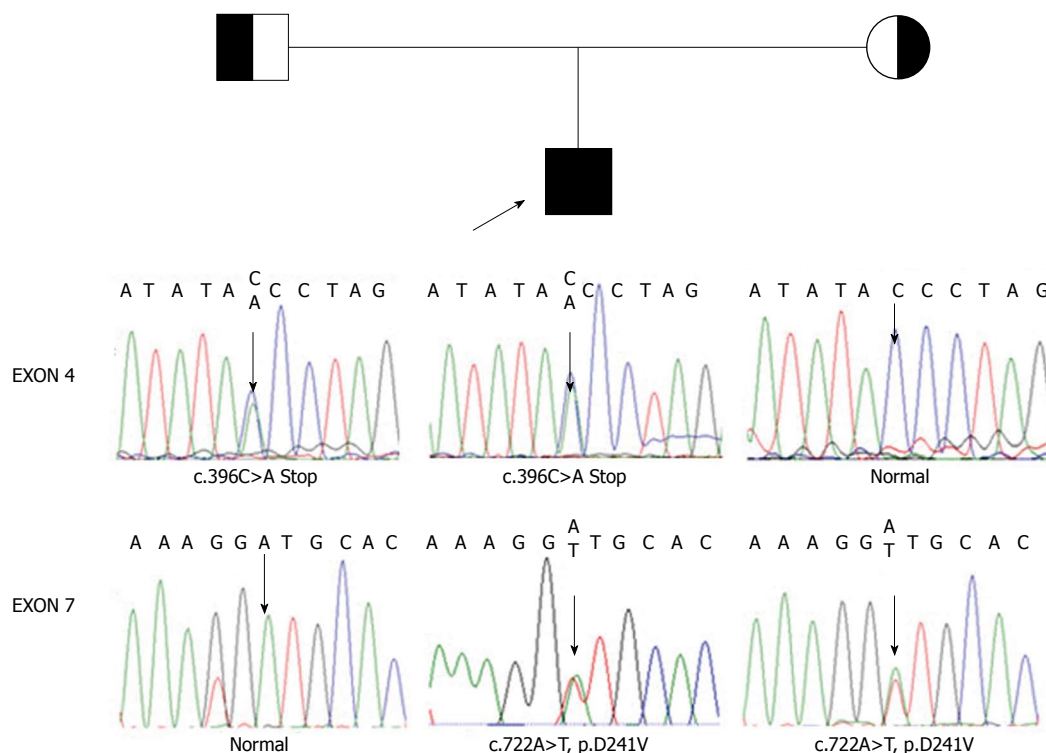 A T A T A C/A C C T A G
A T A T A C/A C C T A G
A T A T A C C C T A G
EXON 4
c.396C>A Stop
c.396C>A Stop
Normal
A A A G G A T G C A C
A A A G G A/T T G C A C
A A A G G A/T T G C A C
EXON 7
Normal
c.722A>T, p.D241V
c.722A>T, p.D241V